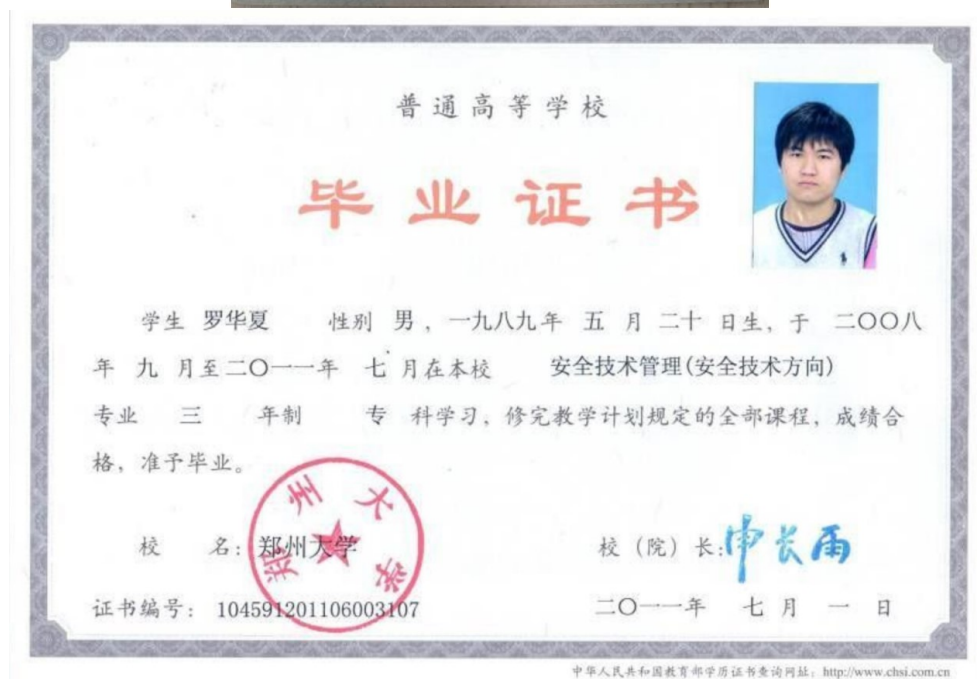 普通高等学校
毕业证书
学生 罗华夏 性别 男，一九八九年 五 月 二十 日生，于 二〇〇八
年 九 月至二〇一一年 七 月在本校 安全技术管理(安全技术方向)
专业 三 年制 专 科学习，修完教学计划规定的全部课程，成绩合
格，准予毕业。
郑州大学
校 名：郑州大学 校（院）长：申长雨
证书编号： 104591201106003107 二〇一一年 七 月 一 日
中华人民共和国教育部学历证书查询网址：http://www.chsi.com.cn